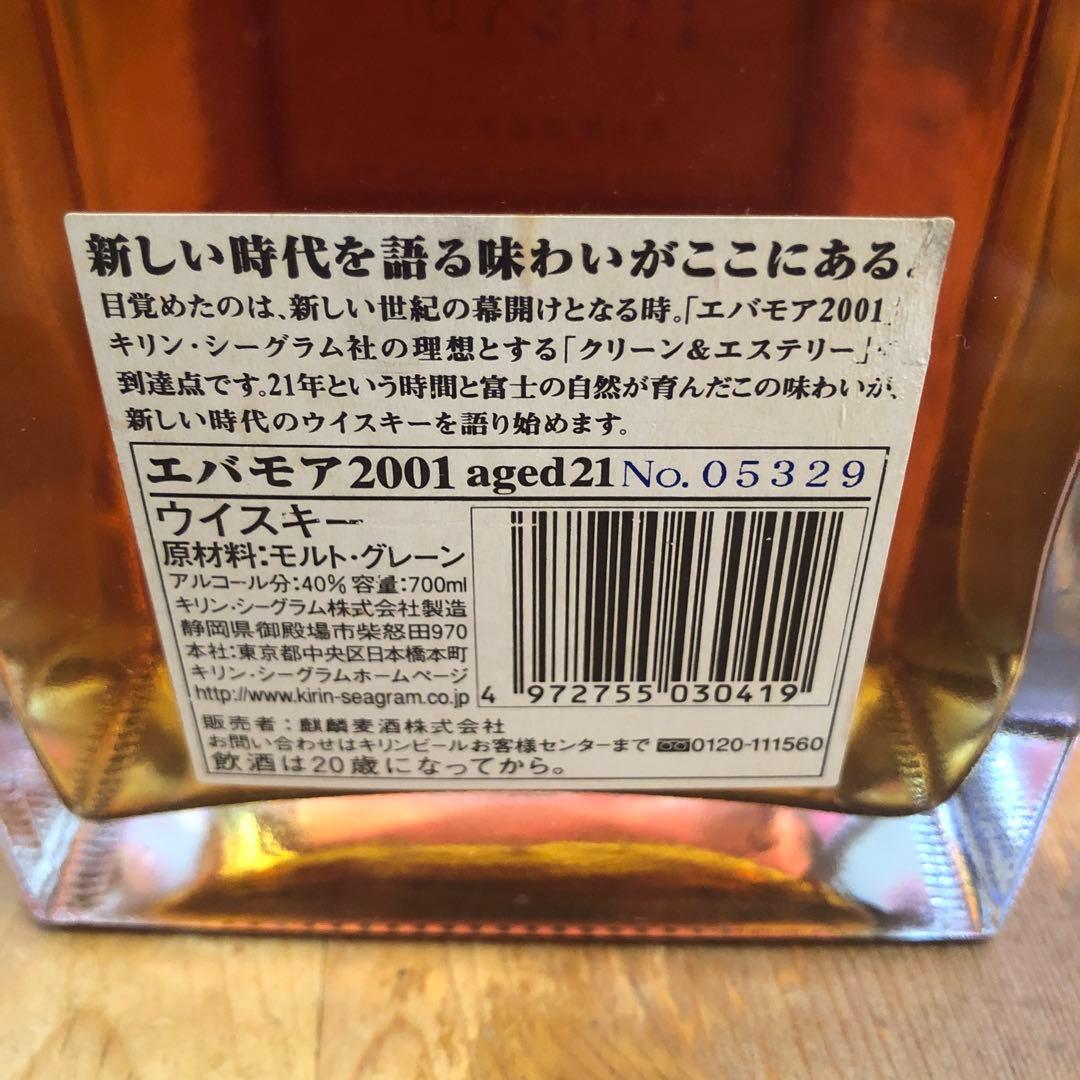 新しい時代を語る味わいがここにある。
目覚めたのは、新しい世紀の幕開けとなる時。「エバモア2001」
キリン・シーグラム社の理想とする「クリーン&エステリー」
到達点です。21年という時間と富士の自然が育んだこの味わいが、
新しい時代のウイスキーを語り始めます。
エバモア2001 aged21 No. 05329
ウイスキー
原材料:モルト・グレーン
アルコール分:40% 容量:700ml
キリン・シーグラム株式会社製造
静岡県御殿場市柴怒田970
本社:東京都中央区日本橋本町
キリン・シーグラムホームページ
http://www.kirin-seagram.co.jp
4 972755 030419
販売者:麒麟麦酒株式会社
お問い合わせはキリンビールお客様センターまで 0120-111560
飲酒は20歳になってから。